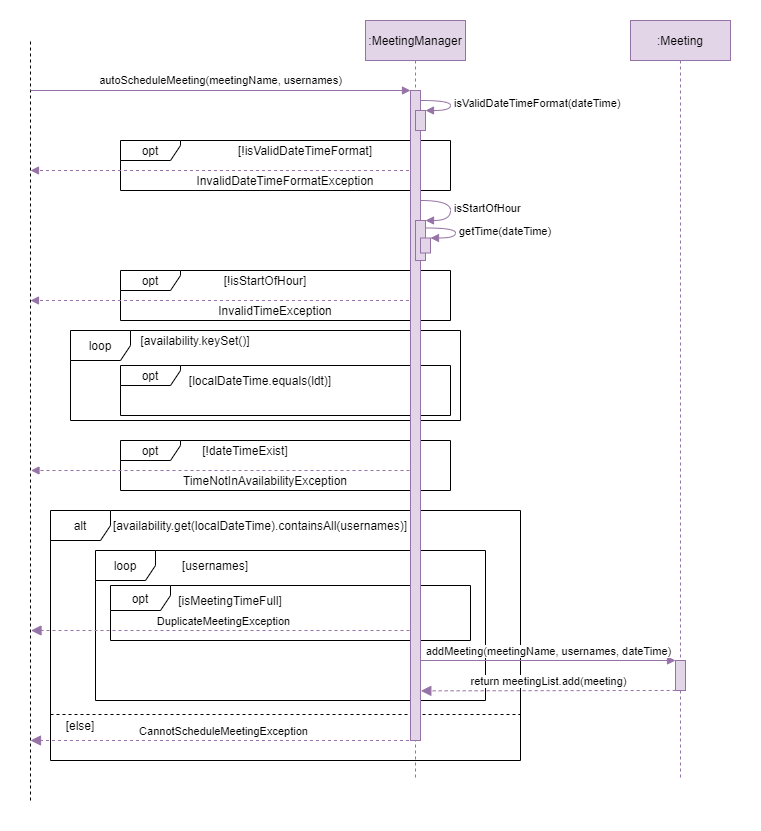 :MeetingManager
:Meeting
autoScheduleMeeting(meetingName, usernames)
isValidDateTimeFormat(dateTime)
opt
[!isValidDateTimeFormat]
InvalidDateTimeFormatException
isStartOfHour
getTime(dateTime)
opt
[!isStartOfHour]
InvalidTimeException
loop
[availability.keySet()]
opt
[localDateTime.equals(ldt)]
opt
[!dateTimeExist]
TimeNotInAvailabilityException
alt
[availability.get(localDateTime).containsAll(usernames)]
loop
[usernames]
opt
[isMeetingTimeFull]
DuplicateMeetingException
addMeeting(meetingName, usernames, dateTime)
return meetingList.add(meeting)
[else]
CannotScheduleMeetingException